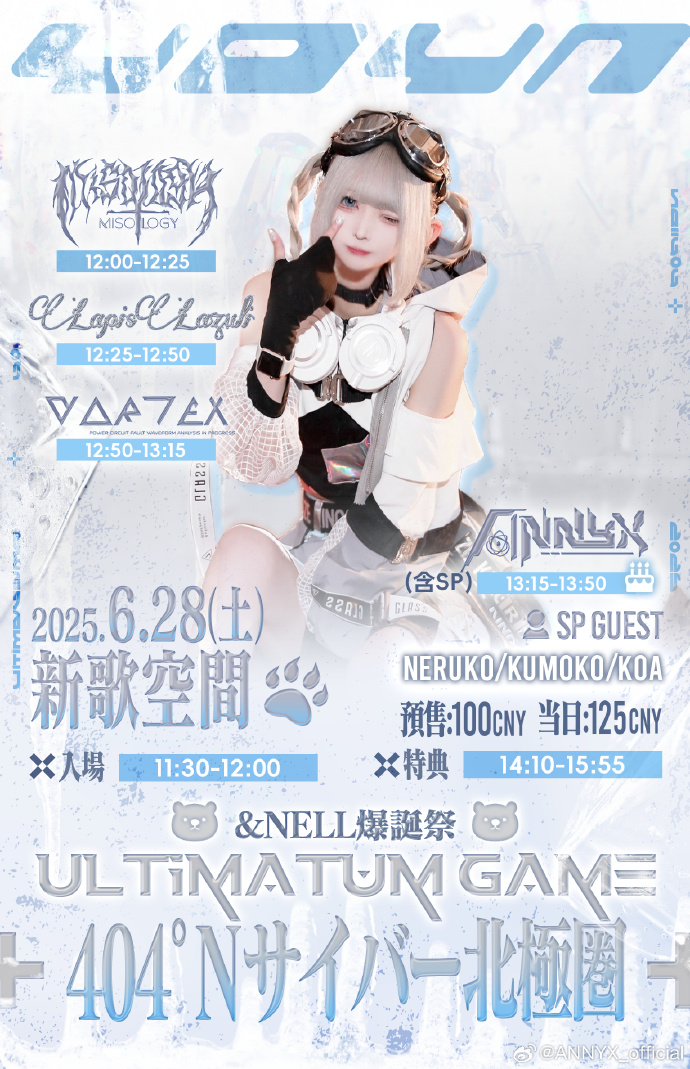 MISOLOGY
MISOLOGY
12:00-12:25
LapisLazuli
12:25-12:50
VORTEX
POWER CIRCUIT FAULT WAVEFORM ANALYSIS IN PROGRESS
12:50-13:15
ANNYX
(含SP) 13:15-13:50
SP GUEST
NERUKO/KUMOKO/KOA
2025.6.28(土)
新歌空間
預售:100CNY 当日:125CNY
入場 11:30-12:00
特典 14:10-15:55
&NELL爆誕祭
ULTiMATUM GAME
404°Nサイバー北極圏
@ANNYX_official